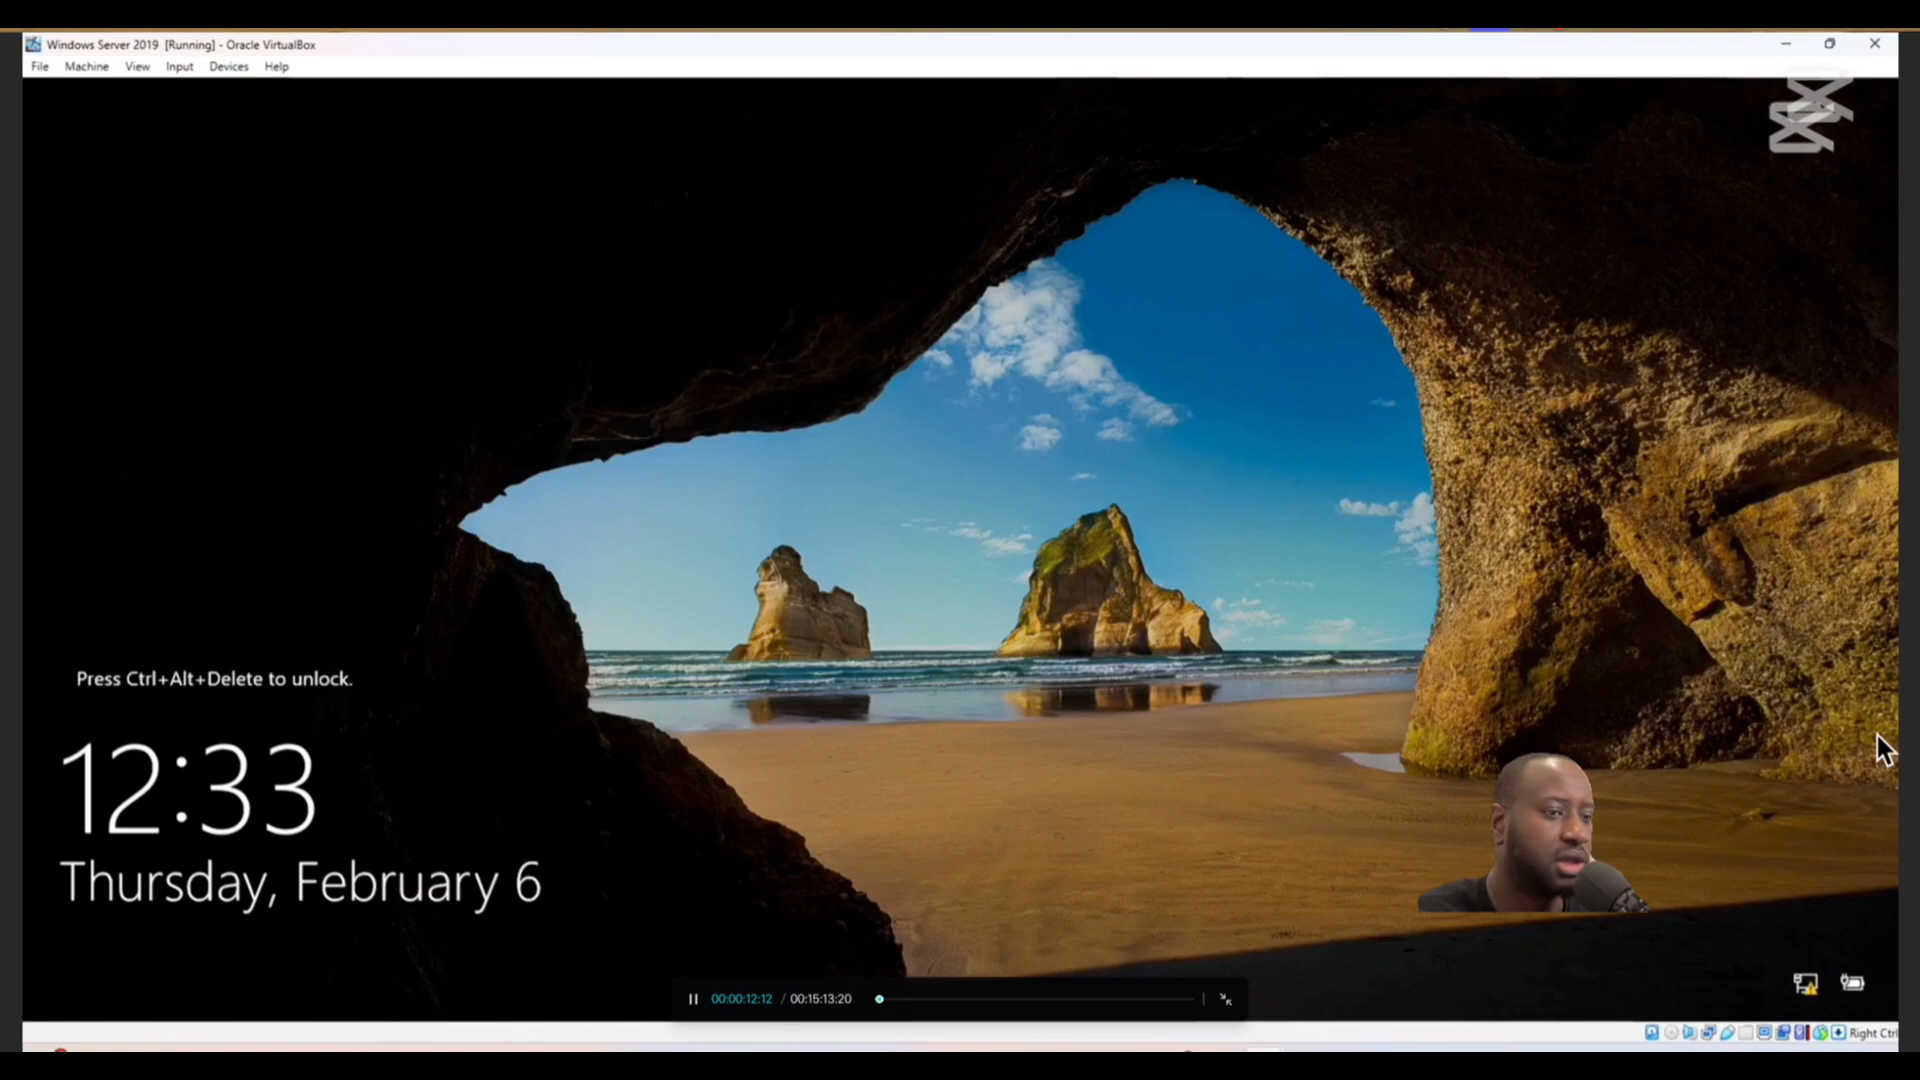 Windows Server 2019 [Running] - Oracle VirtualBox
File Machine View Input Devices Help
Press Ctrl+Alt+Delete to unlock.
12:33
Thursday, February 6
00:00:12:12 / 00:15:13:20
Right Ctrl